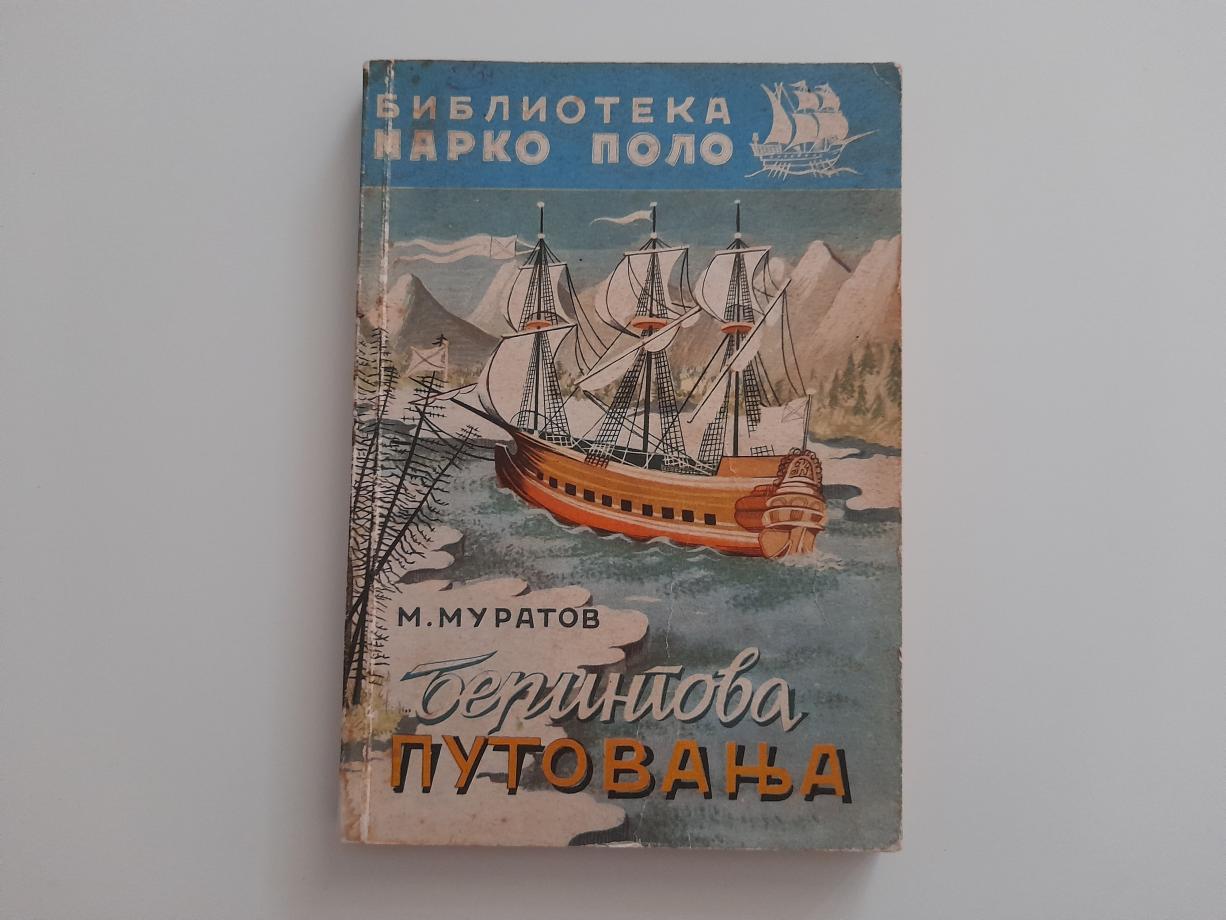 БИБЛИОТЕКА
МАРКО ПОЛО
М. МУРАТОВ
Берингова
ПУТОВАЊА